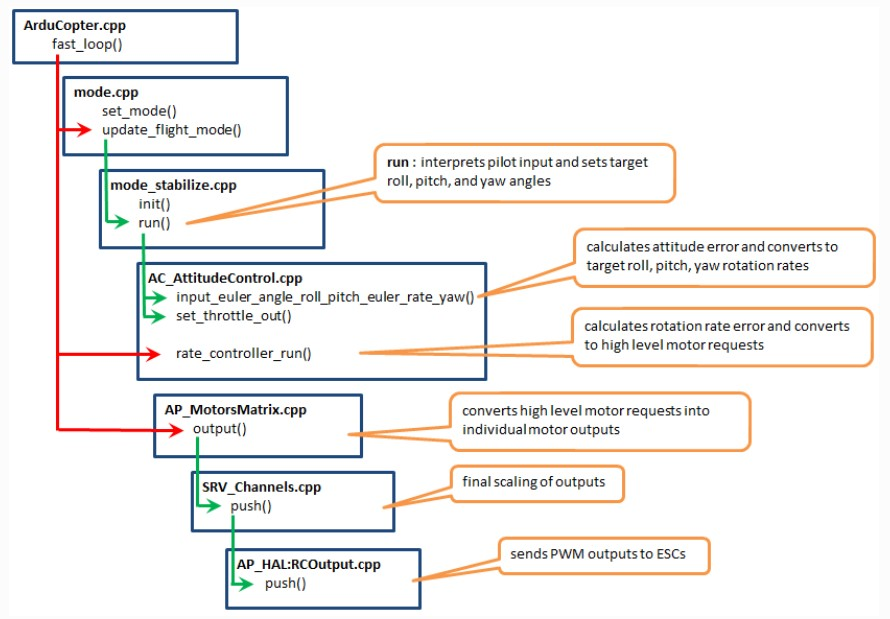 ArduCopter.cpp
fast_loop()
mode.cpp
set_mode()
update_flight_mode()
mode_stabilize.cpp
init()
run()
run : interprets pilot input and sets target
roll, pitch, and yaw angles
AC_AttitudeControl.cpp
input_euler_angle_roll_pitch_euler_rate_yaw()
set_throttle_out()
rate_controller_run()
calculates attitude error and converts to
target roll, pitch, yaw rotation rates
calculates rotation rate error and converts
to high level motor requests
AP_MotorsMatrix.cpp
output()
converts high level motor requests into
individual motor outputs
SRV_Channels.cpp
push()
final scaling of outputs
AP_HAL:RCOutput.cpp
push()
sends PWM outputs to ESCs